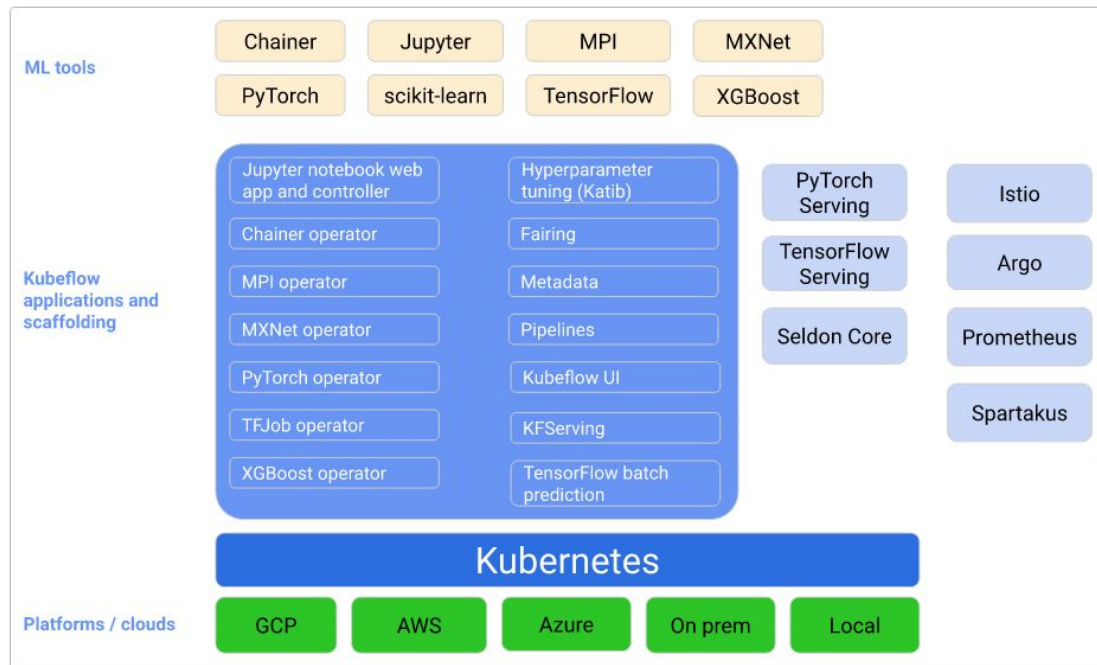 ML tools
Chainer
Jupyter
MPI
MXNet
PyTorch
scikit-learn
TensorFlow
XGBoost
Kubeflow
applications and
scaffolding
Jupyter notebook web
app and controller
Chainer operator
MPI operator
MXNet operator
PyTorch operator
TFJob operator
XGBoost operator
Hyperparameter
tuning (Katib)
Fairing
Metadata
Pipelines
Kubeflow UI
KFServing
TensorFlow batch
prediction
PyTorch
Serving
TensorFlow
Serving
Seldon Core
Istio
Argo
Prometheus
Spartakus
Kubernetes
Platforms / clouds
GCP
AWS
Azure
On prem
Local